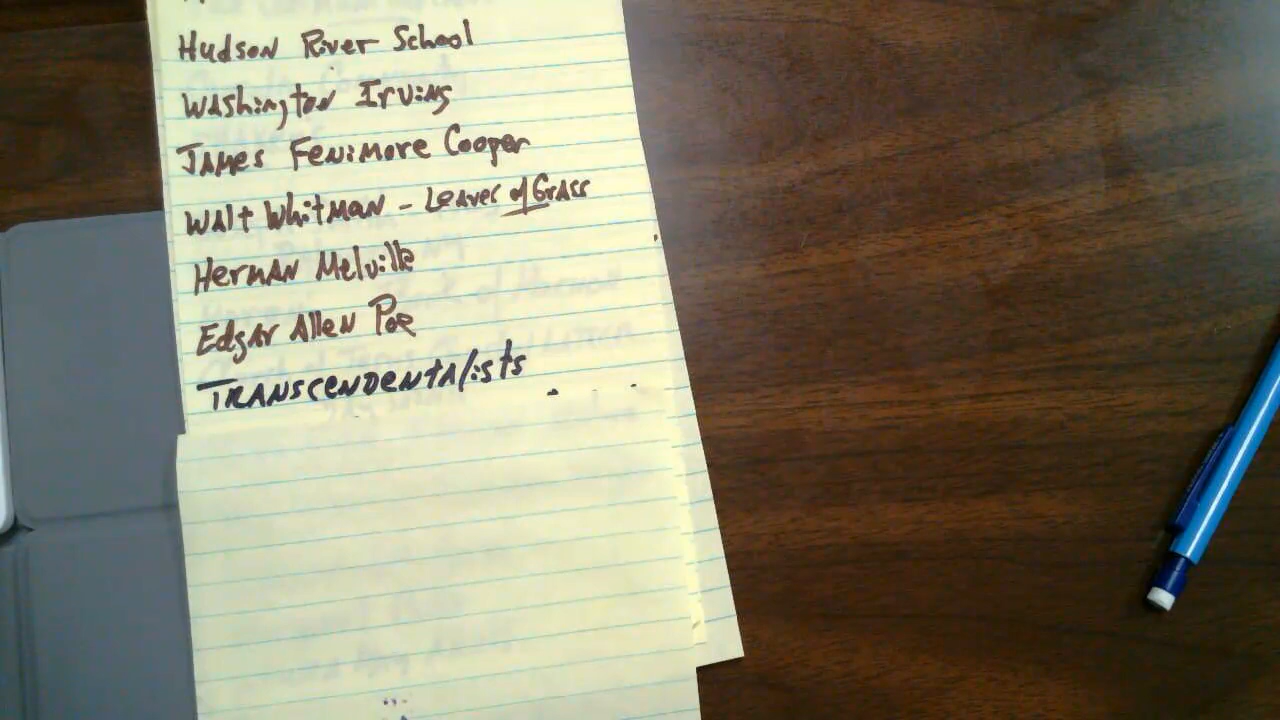 Hudson River School
Washington Irving
James Fenimore Cooper
Walt Whitman - Leaves of Grass
Herman Melville
Edgar Allen Poe
Transcendentalists